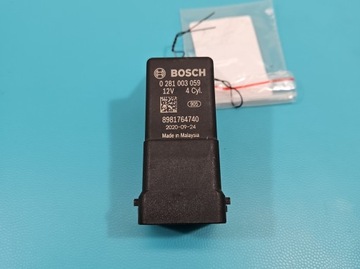 BOSCH
0 281 003 059
12V 4 Cyl.
8981764740
2020-09-24
Made in Malaysia